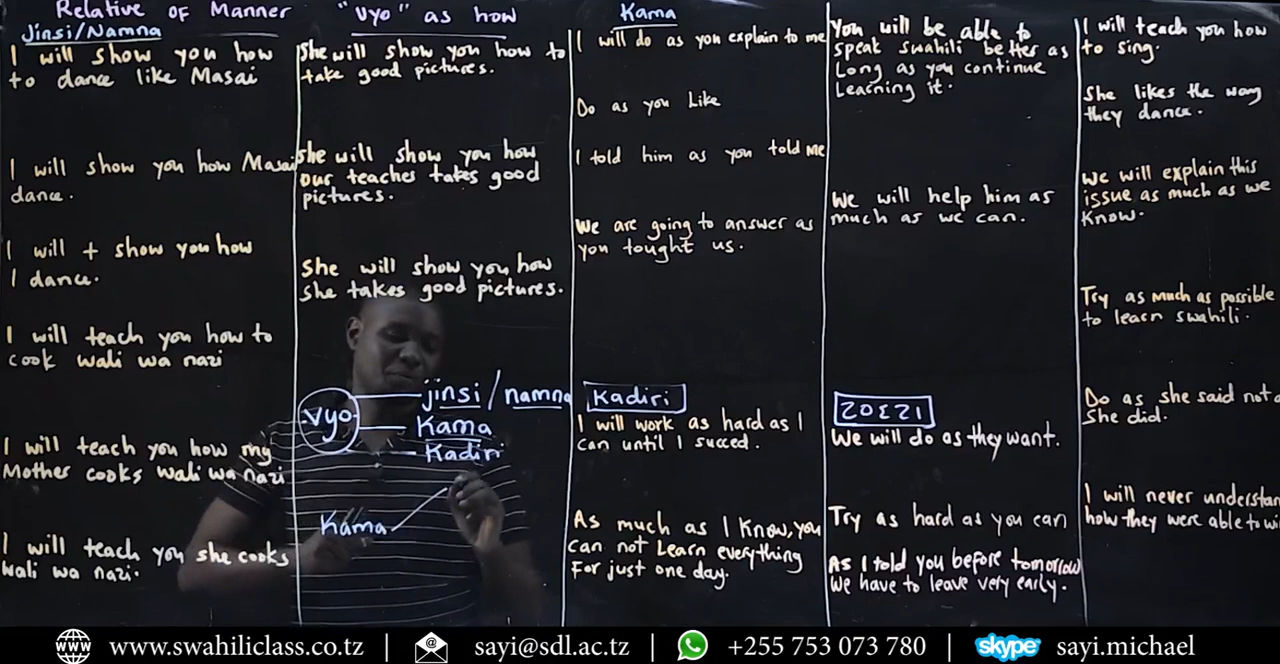 Relative of Manner
"Vyo" as how
Jinsi/Namna
I will show you how
to dance like Masai
I will show you how Masai
dance.
I will + show you how
I dance.
I will teach you how to
cook wali wa nazi
I will teach you how my
Mother cooks wali wa nazi
I will teach you she cooks
wali wa nazi.
She will show you how to
take good pictures.
She will show you how
our teaches takes good
pictures.
She will show you how
she takes good pictures.
-vyo-
jinsi/namna
Kama
Kadiri
Kama
Kama
I will do as you explain to me
Do as you Like
I told him as you told me
We are going to answer as
you tought us.
Kadiri
I will work as hard as I
can until I succed.
As much as I know, you
can not Learn everything
For just one day.
You will be able to
speak swahili better as
Long as you continue
Learning it.
We will help him as
much as we can.
We will do as they want.
Try as hard as you can
As I told you before tomorrow
we have to leave very early.
I will teach you how
to sing.
She likes the way
they dance.
We will explain this
issue as much as we
know.
Try as much as possible
to learn swahili.
Do as she said not a
she did.
I will never understan
how they were able to wi
www.swahiliclass.co.tz | sayi@sdl.ac.tz | +255 753 073 780 | skype sayi.michael